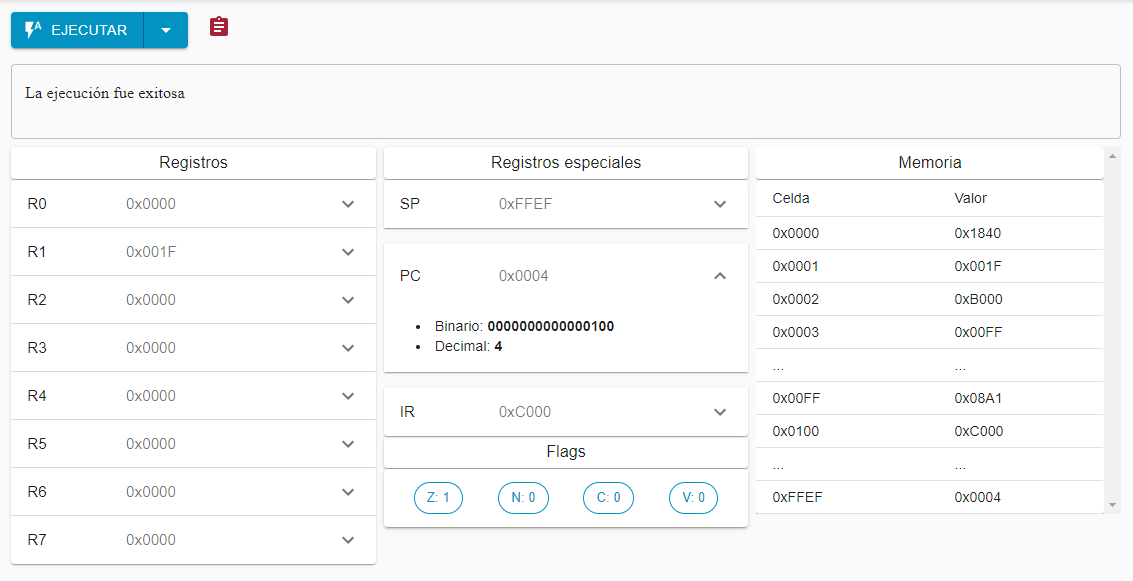 EJECUTAR
La ejecución fue exitosa
Registros
R0 0x0000
R1 0x001F
R2 0x0000
R3 0x0000
R4 0x0000
R5 0x0000
R6 0x0000
R7 0x0000
Registros especiales
SP 0xFFEF
PC 0x0004
• Binario: 0000000000000100
• Decimal: 4
IR 0xC000
Flags
Z: 1 N: 0 C: 0 V: 0
Memoria
Celda Valor
0x0000 0x1840
0x0001 0x001F
0x0002 0xB000
0x0003 0x00FF
... ...
0x00FF 0x08A1
0x0100 0xC000
... ...
0xFFEF 0x0004